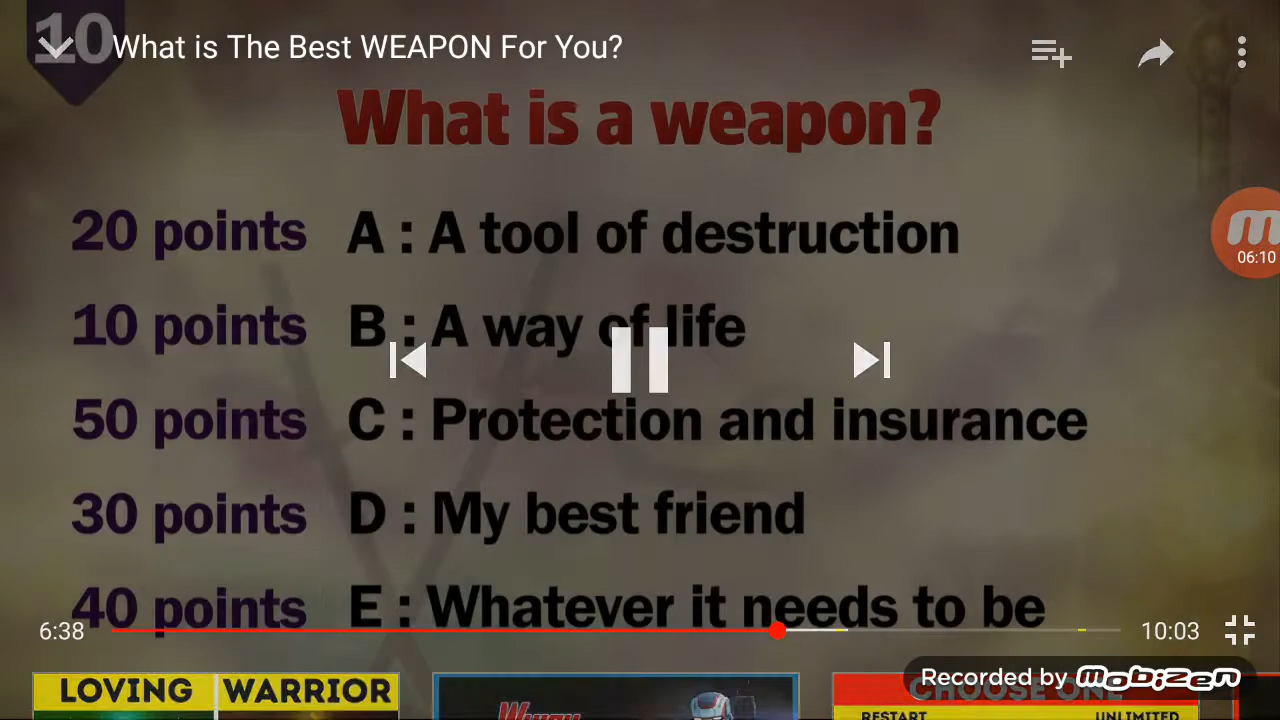 10
What is The Best WEAPON For You?
What is a weapon?
20 points A : A tool of destruction
06:10
10 points B : A way of life
50 points C : Protection and insurance
30 points D : My best friend
40 points E : Whatever it needs to be
6:38 10:03
Recorded by mobizen
LOVING WARRIOR
CHOOSE ONE
RESTART UNLIMITED